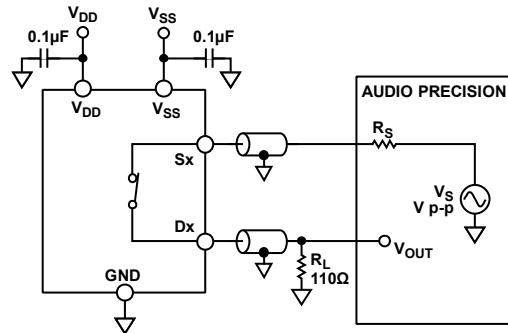 VDD
VSS
0.1µF
0.1µF
VDD
VSS
AUDIO PRECISION
RS
Sx
VS
V p-p
Dx
VOUT
RL
110Ω
GND